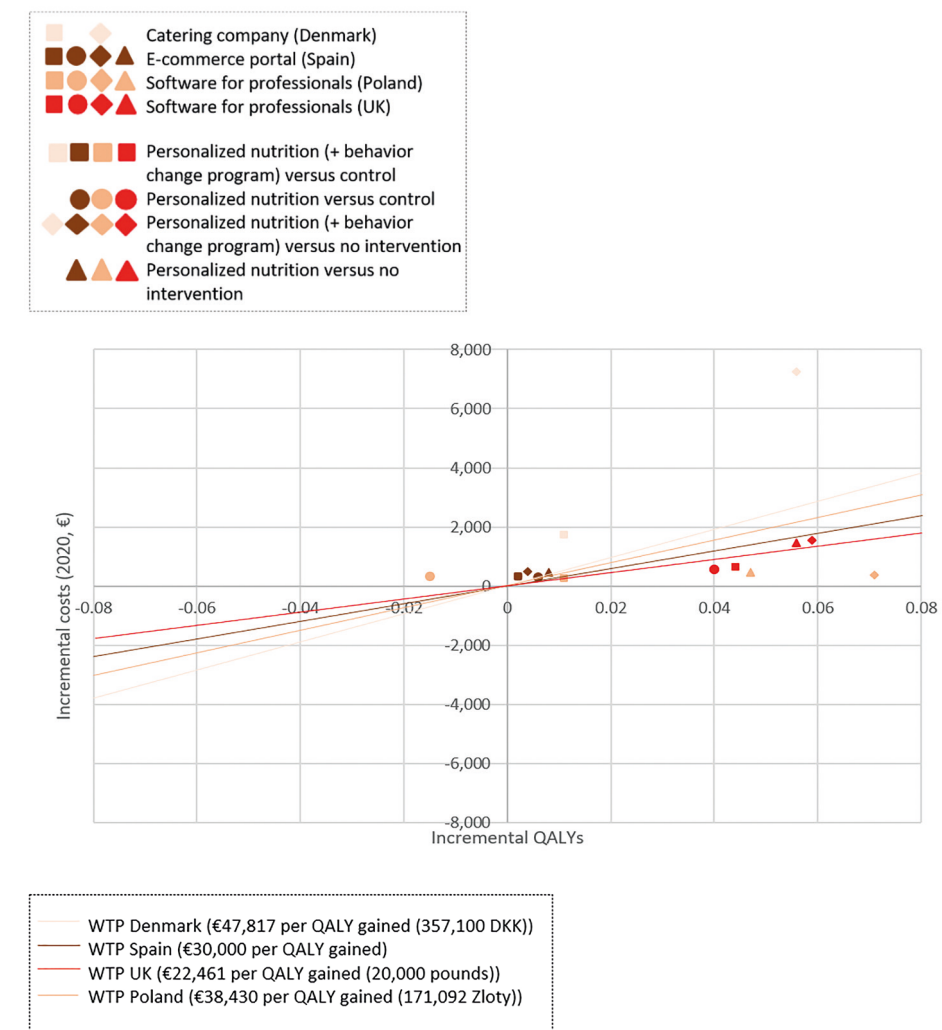 Catering company (Denmark)
E-commerce portal (Spain)
Software for professionals (Poland)
Software for professionals (UK)
Personalized nutrition (+ behavior
change program) versus control
Personalized nutrition versus control
Personalized nutrition (+ behavior
change program) versus no intervention
Personalized nutrition versus no
intervention
8,000
6,000
4,000
2,000
0
-0.08 -0.06 -0.04 -0.02 0 0.02 0.04 0.06 0.08
-2,000
-4,000
-6,000
-8,000
Incremental costs (2020, €)
Incremental QALYs
WTP Denmark (€47,817 per QALY gained (357,100 DKK))
WTP Spain (€30,000 per QALY gained)
WTP UK (€22,461 per QALY gained (20,000 pounds))
WTP Poland (€38,430 per QALY gained (171,092 Zloty))